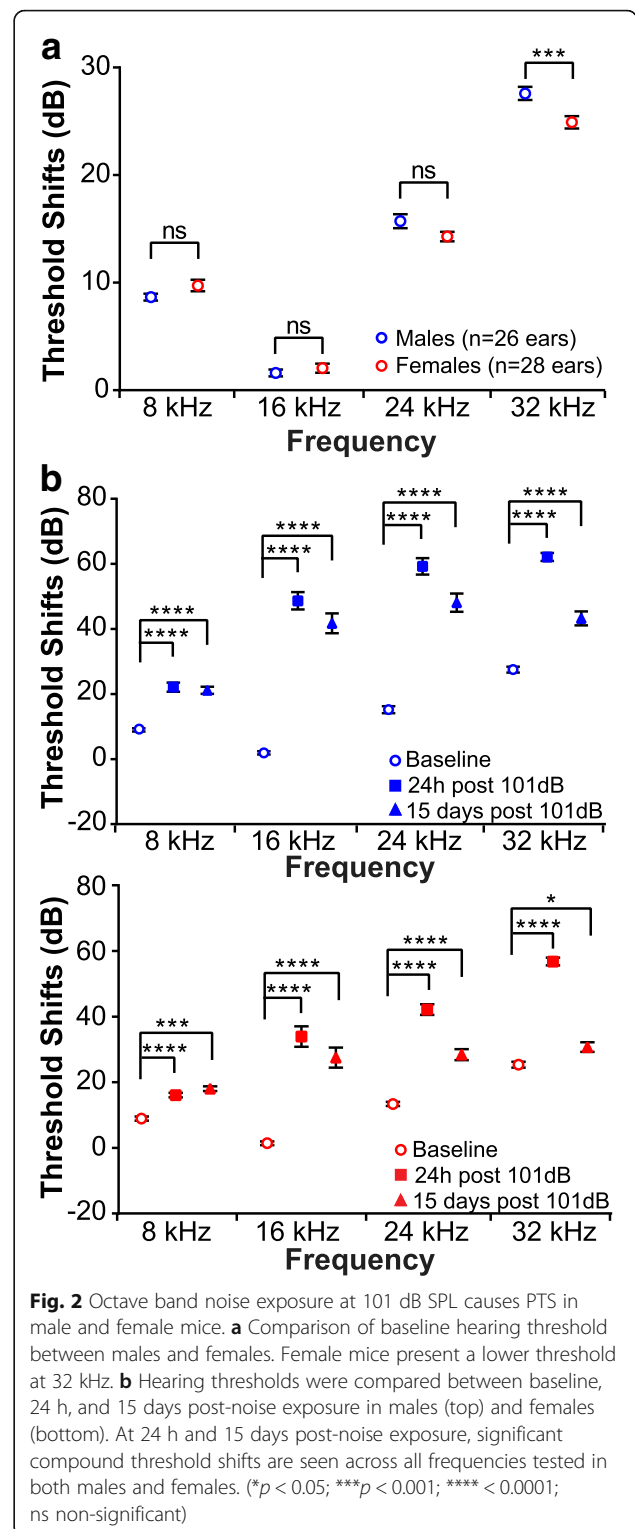 a
Threshold Shifts (dB)
30
20
10
0
ns
ns
ns
***
Males (n=26 ears)
Females (n=28 ears)
8 kHz 16 kHz 24 kHz 32 kHz
Frequency
b
Threshold Shifts (dB)
80
60
40
20
0
-20
****
****
****
****
****
****
****
****
Baseline
24h post 101dB
15 days post 101dB
8 kHz 16 kHz 24 kHz 32 kHz
Frequency
Threshold Shifts (dB)
80
60
40
20
0
-20
***
****
****
****
****
****
*
****
Baseline
24h post 101dB
15 days post 101dB
8 kHz 16 kHz 24 kHz 32 kHz
Frequency
Fig. 2 Octave band noise exposure at 101 dB SPL causes PTS in
male and female mice. a Comparison of baseline hearing threshold
between males and females. Female mice present a lower threshold
at 32 kHz. b Hearing thresholds were compared between baseline,
24 h, and 15 days post-noise exposure in males (top) and females
(bottom). At 24 h and 15 days post-noise exposure, significant
compound threshold shifts are seen across all frequencies tested in
both males and females. (*p < 0.05; ***p < 0.001; **** < 0.0001;
ns non-significant)